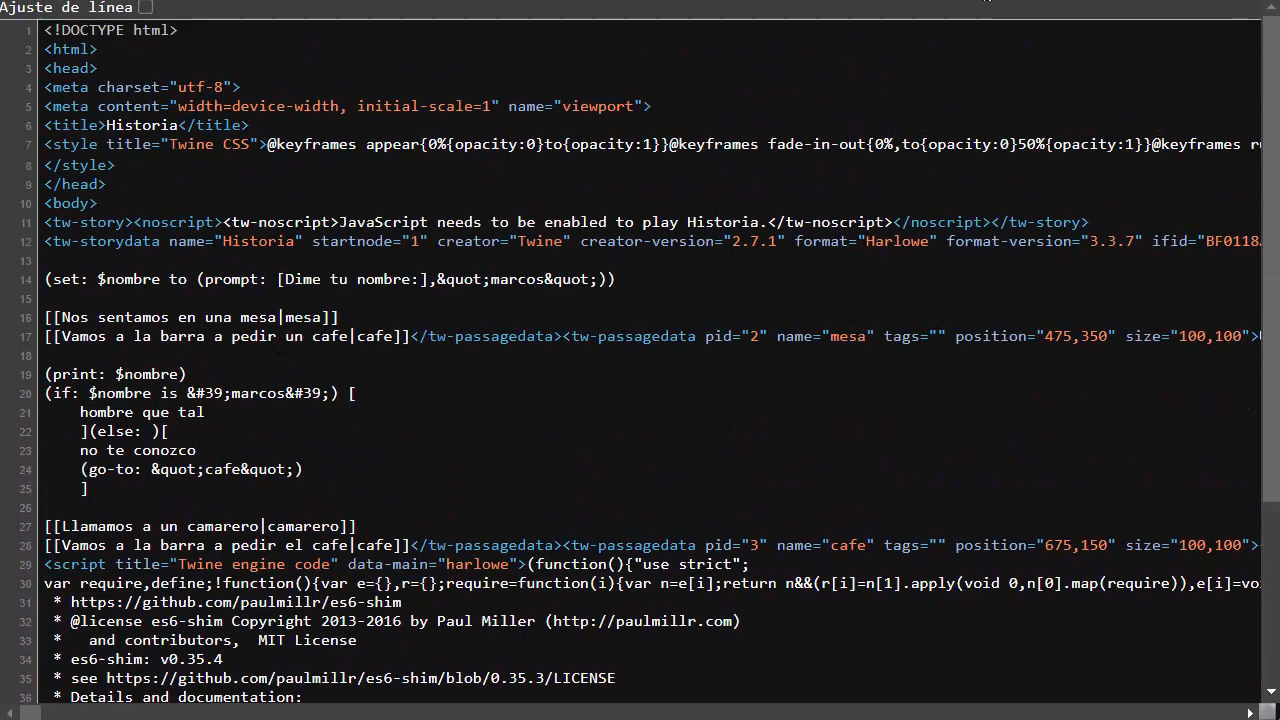 Ajuste de línea
1 <!DOCTYPE html>
2 <html>
3 <head>
4 <meta charset="utf-8">
5 <meta content="width=device-width, initial-scale=1" name="viewport">
6 <title>Historia</title>
7 <style title="Twine CSS">@keyframes appear{0%{opacity:0}to{opacity:1}}@keyframes fade-in-out{0%,to{opacity:0}50%{opacity:1}}@keyframes
8 </style>
9 </head>
10 <body>
11 <tw-story><noscript><tw-noscript>JavaScript needs to be enabled to play Historia.</tw-noscript></noscript></tw-story>
12 <tw-storydata name="Historia" startnode="1" creator="Twine" creator-version="2.7.1" format="Harlowe" format-version="3.3.7" ifid="BF0118
13
14 (set: $nombre to (prompt: [Dime tu nombre:],&quot;marcos&quot;))
15
16 [[Nos sentamos en una mesa|mesa]]
17 [[Vamos a la barra a pedir un cafe|cafe]]</tw-passagedata><tw-passagedata pid="2" name="mesa" tags="" position="475,350" size="100,100">
18
19 (print: $nombre)
20 (if: $nombre is &#39;marcos&#39;) [
21 hombre que tal
22 ](else: )[
23 no te conozco
24 (go-to: &quot;cafe&quot;)
25 ]
26
27 [[Llamamos a un camarero|camarero]]
28 [[Vamos a la barra a pedir el cafe|cafe]]</tw-passagedata><tw-passagedata pid="3" name="cafe" tags="" position="675,150" size="100,100">
29 <script title="Twine engine code" data-main="harlowe">(function(){"use strict";
30 var require,define;!function(){var e={},r={};require=function(i){var n=e[i];return n&&(r[i]=n[1].apply(void 0,n[0].map(require)),e[i]=vo
31 * https://github.com/paulmillr/es6-shim
32 * @license es6-shim Copyright 2013-2016 by Paul Miller (http://paulmillr.com)
33 * and contributors, MIT License
34 * es6-shim: v0.35.4
35 * see https://github.com/paulmillr/es6-shim/blob/0.35.3/LICENSE
36 * Details and documentation: